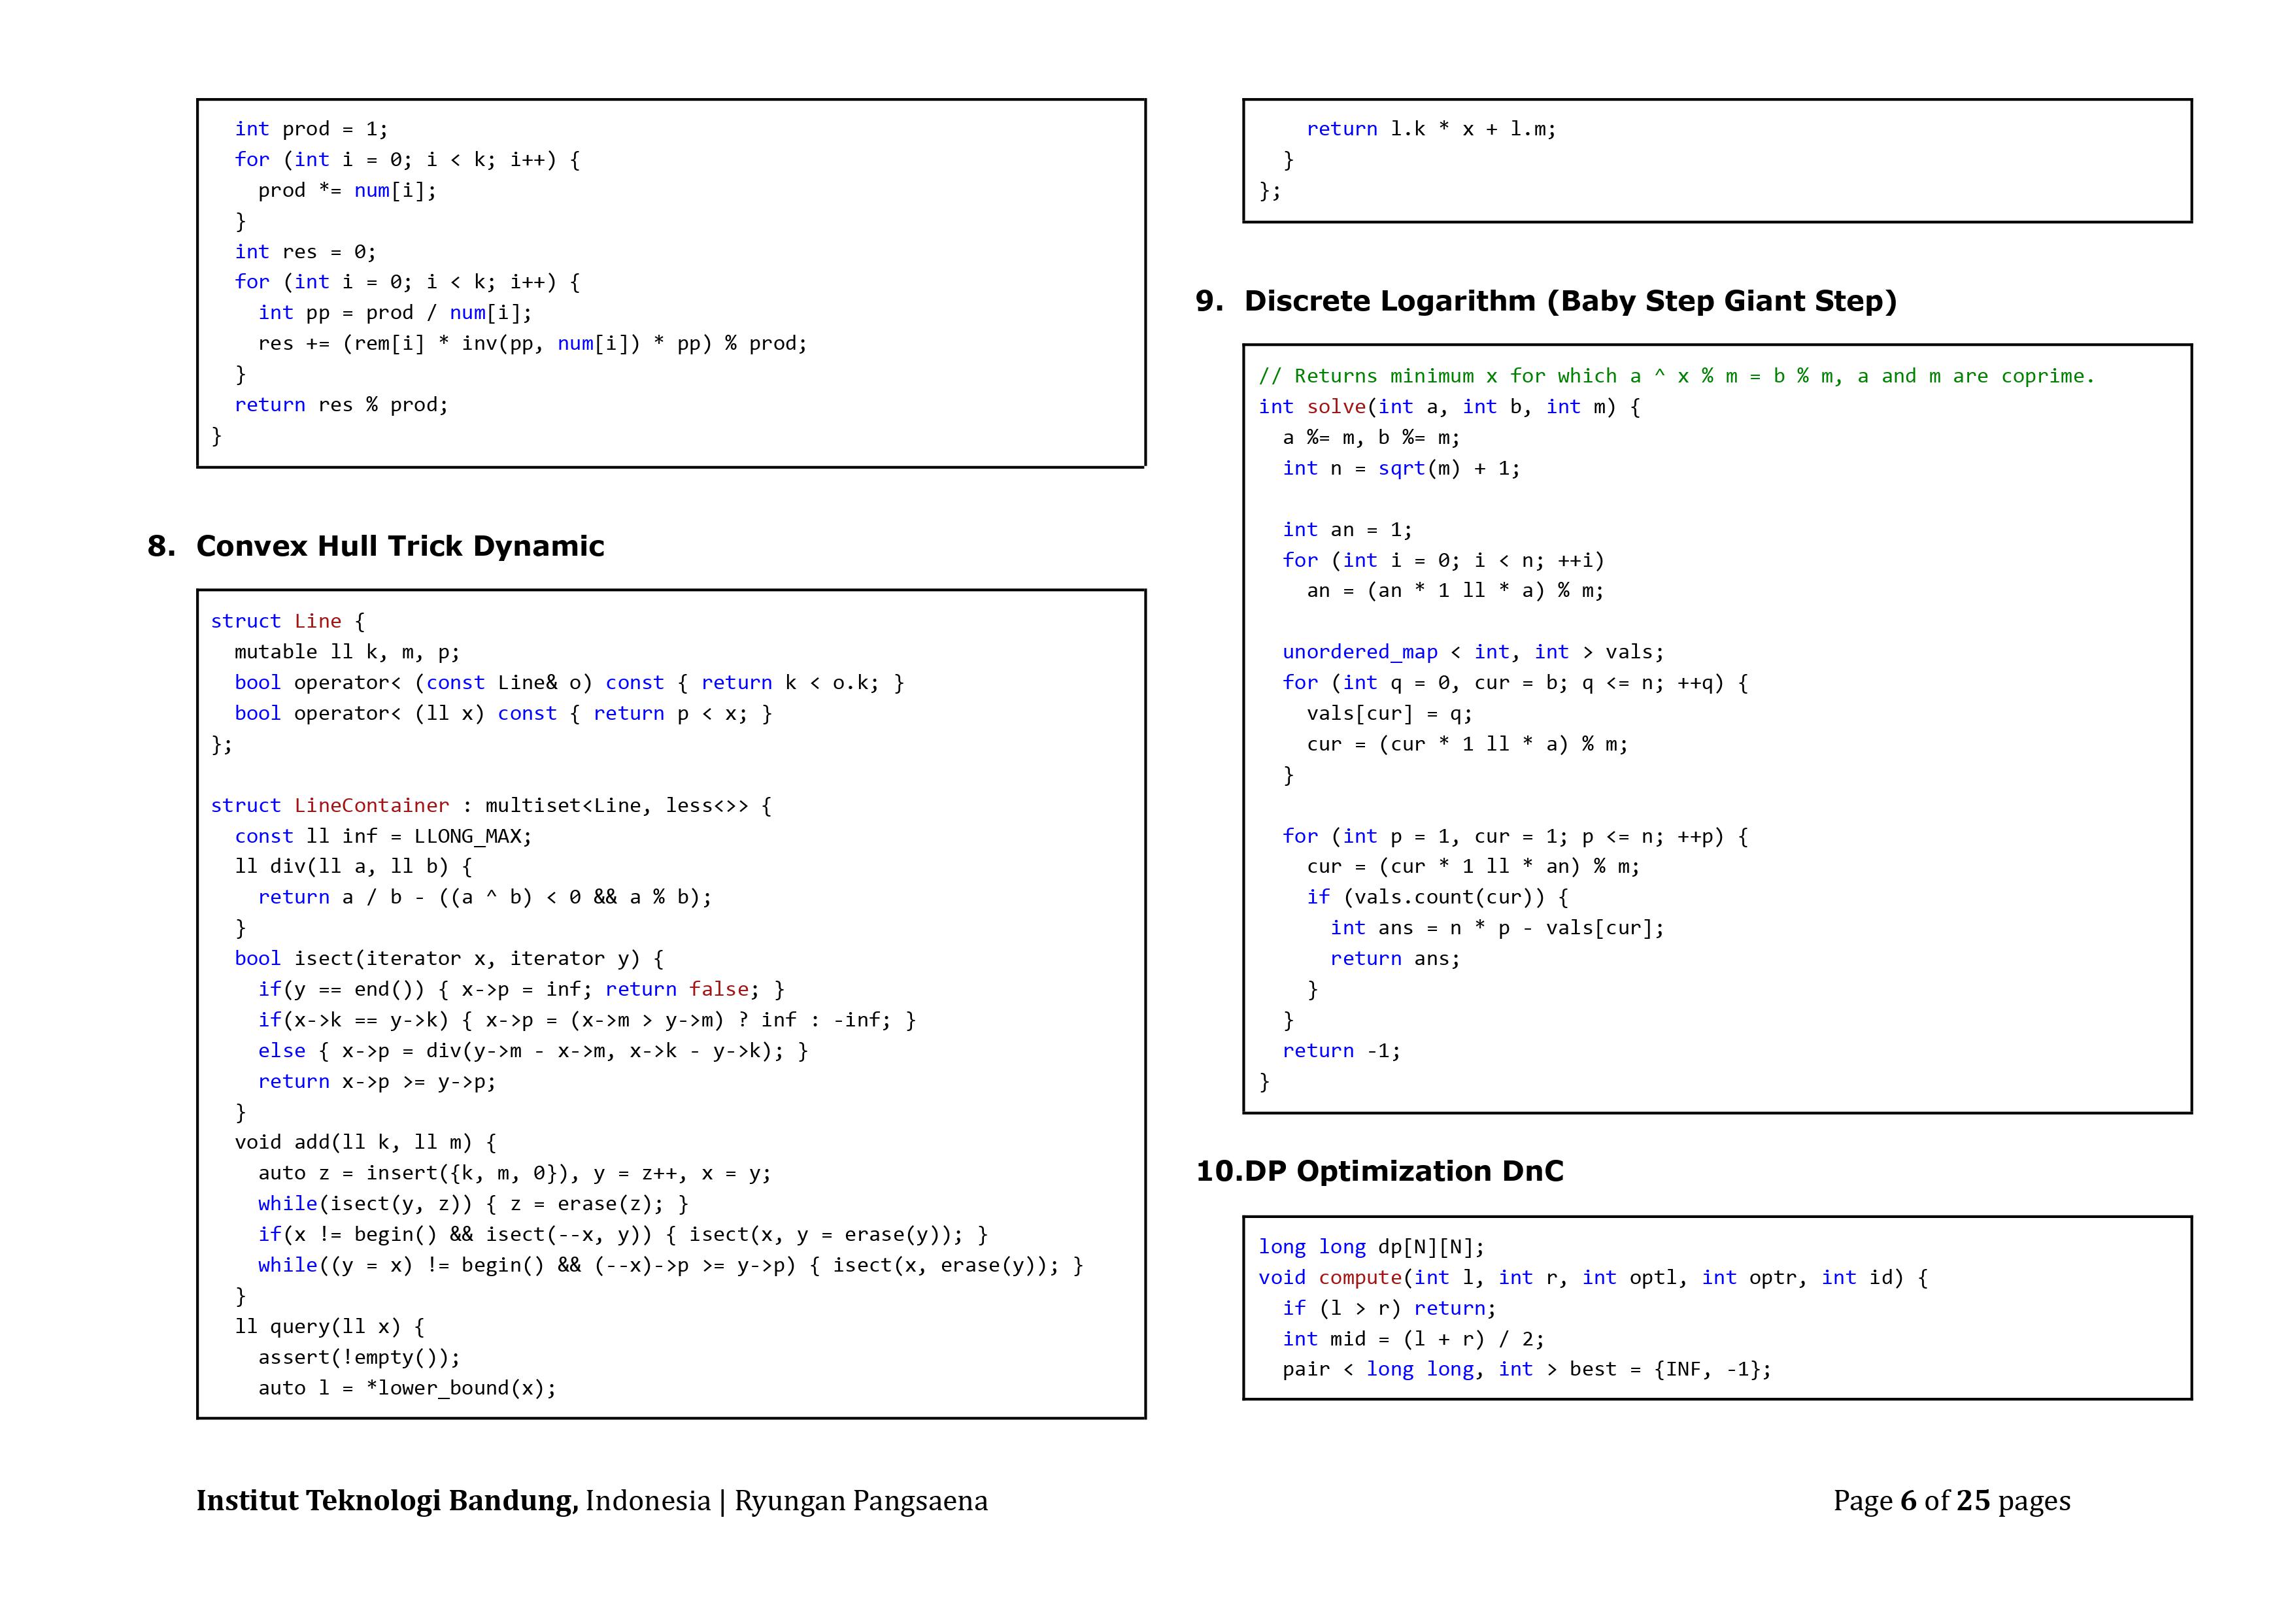 int prod = 1;
  for (int i = 0; i < k; i++) {
    prod *= num[i];
  }
  int res = 0;
  for (int i = 0; i < k; i++) {
    int pp = prod / num[i];
    res += (rem[i] * inv(pp, num[i]) * pp) % prod;
  }
  return res % prod;
}
8. Convex Hull Trick Dynamic
struct Line {
  mutable ll k, m, p;
  bool operator< (const Line& o) const { return k < o.k; }
  bool operator< (ll x) const { return p < x; }
};
struct LineContainer : multiset<Line, less<>> {
  const ll inf = LLONG_MAX;
  ll div(ll a, ll b) {
    return a / b - ((a ^ b) < 0 && a % b);
  }
  bool isect(iterator x, iterator y) {
    if(y == end()) { x->p = inf; return false; }
    if(x->k == y->k) { x->p = (x->m > y->m) ? inf : -inf; }
    else { x->p = div(y->m - x->m, x->k - y->k); }
    return x->p >= y->p;
  }
  void add(ll k, ll m) {
    auto z = insert({k, m, 0}), y = z++, x = y;
    while(isect(y, z)) { z = erase(z); }
    if(x != begin() && isect(--x, y)) { isect(x, y = erase(y)); }
    while((y = x) != begin() && (--x)->p >= y->p) { isect(x, erase(y)); }
  }
  ll query(ll x) {
    assert(!empty());
    auto l = *lower_bound(x);
    return l.k * x + l.m;
  }
};
9. Discrete Logarithm (Baby Step Giant Step)
// Returns minimum x for which a ^ x % m = b % m, a and m are coprime.
int solve(int a, int b, int m) {
  a %= m, b %= m;
  int n = sqrt(m) + 1;
  int an = 1;
  for (int i = 0; i < n; ++i)
    an = (an * 1 ll * a) % m;
  unordered_map < int, int > vals;
  for (int q = 0, cur = b; q <= n; ++q) {
    vals[cur] = q;
    cur = (cur * 1 ll * a) % m;
  }
  for (int p = 1, cur = 1; p <= n; ++p) {
    cur = (cur * 1 ll * an) % m;
    if (vals.count(cur)) {
      int ans = n * p - vals[cur];
      return ans;
    }
  }
  return -1;
}
10.DP Optimization DnC
long long dp[N][N];
void compute(int l, int r, int optl, int optr, int id) {
  if (l > r) return;
  int mid = (l + r) / 2;
  pair < long long, int > best = {INF, -1};
Institut Teknologi Bandung, Indonesia | Ryungan Pangsaena
Page 6 of 25 pages